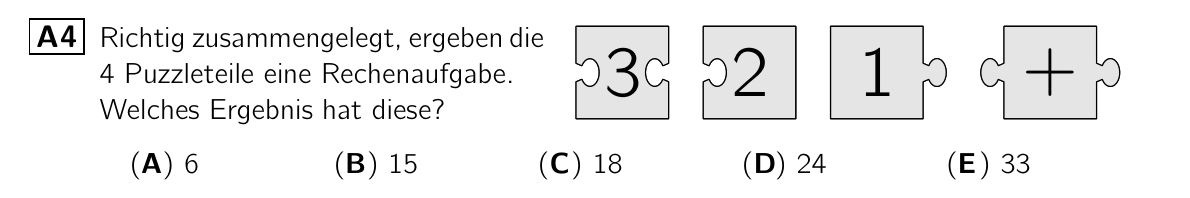 A4 Richtig zusammengelegt, ergeben die
4 Puzzleteile eine Rechenaufgabe.
Welches Ergebnis hat diese?
3 2 1 +
(A) 6 (B) 15 (C) 18 (D) 24 (E) 33